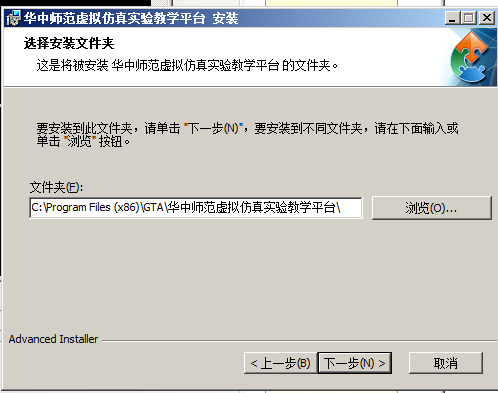 华中师范虚拟仿真实验教学平台 安装
选择安装文件夹
这是将被安装 华中师范虚拟仿真实验教学平台 的文件夹。
要安装到此文件夹，请单击 "下一步(N)"，要安装到不同文件夹，请在下面输入或
单击 "浏览" 按钮。
文件夹(F):
C:\Program Files (x86)\GTA\华中师范虚拟仿真实验教学平台\
浏览(O)...
Advanced Installer
< 上一步(B)
下一步(N) >
取消